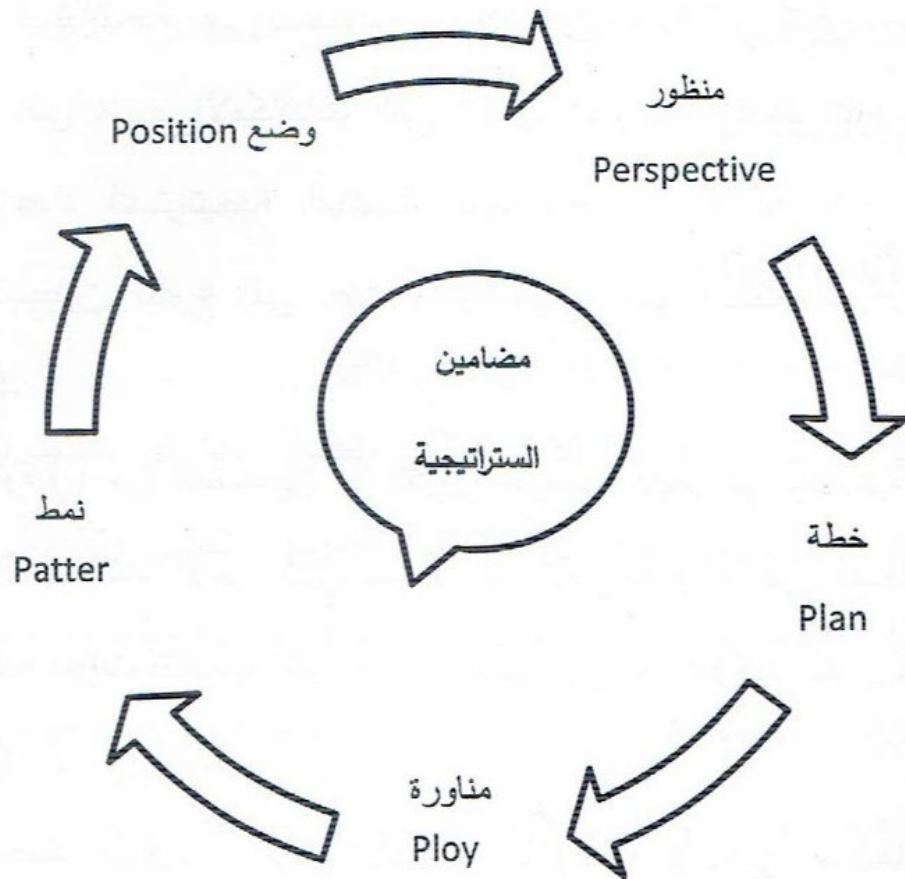 منظور
Perspective
وضع Position
مضامين
الستراتيجية
خطة
Plan
نمط
Patter
مناورة
Ploy